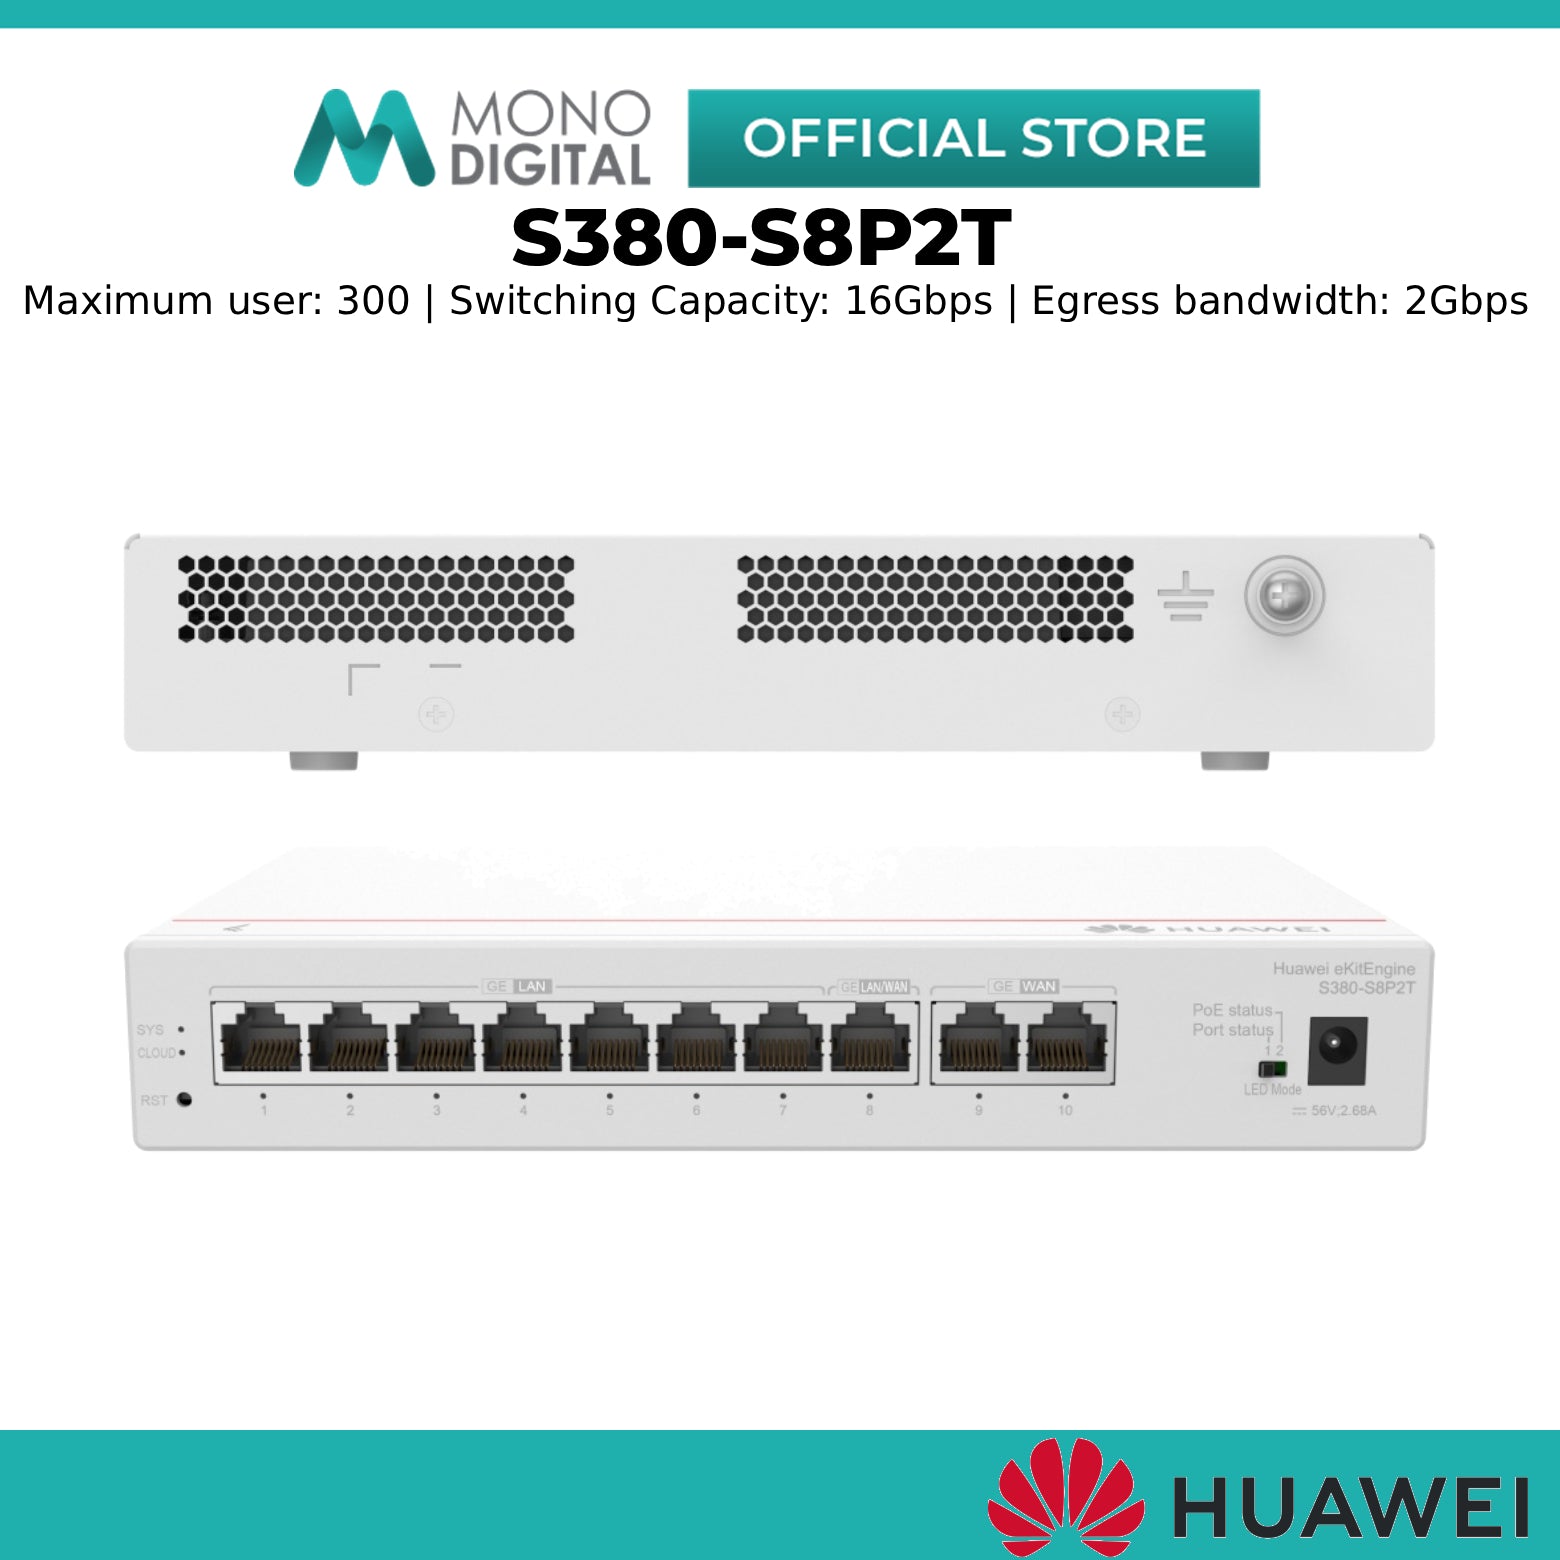 MONO
DIGITAL
OFFICIAL STORE
S380-S8P2T
Maximum user: 300 | Switching Capacity: 16Gbps | Egress bandwidth: 2Gbps
HUAWEI
Huawei eKitEngine
S380-S8P2T
GE LAN
GE LAN/WAN
GE WAN
PoE status
Port status
1 2
LED Mode
56V;2.68A
SYS
CLOUD
RST
1 2 3 4 5 6 7 8 9 10
HUAWEI